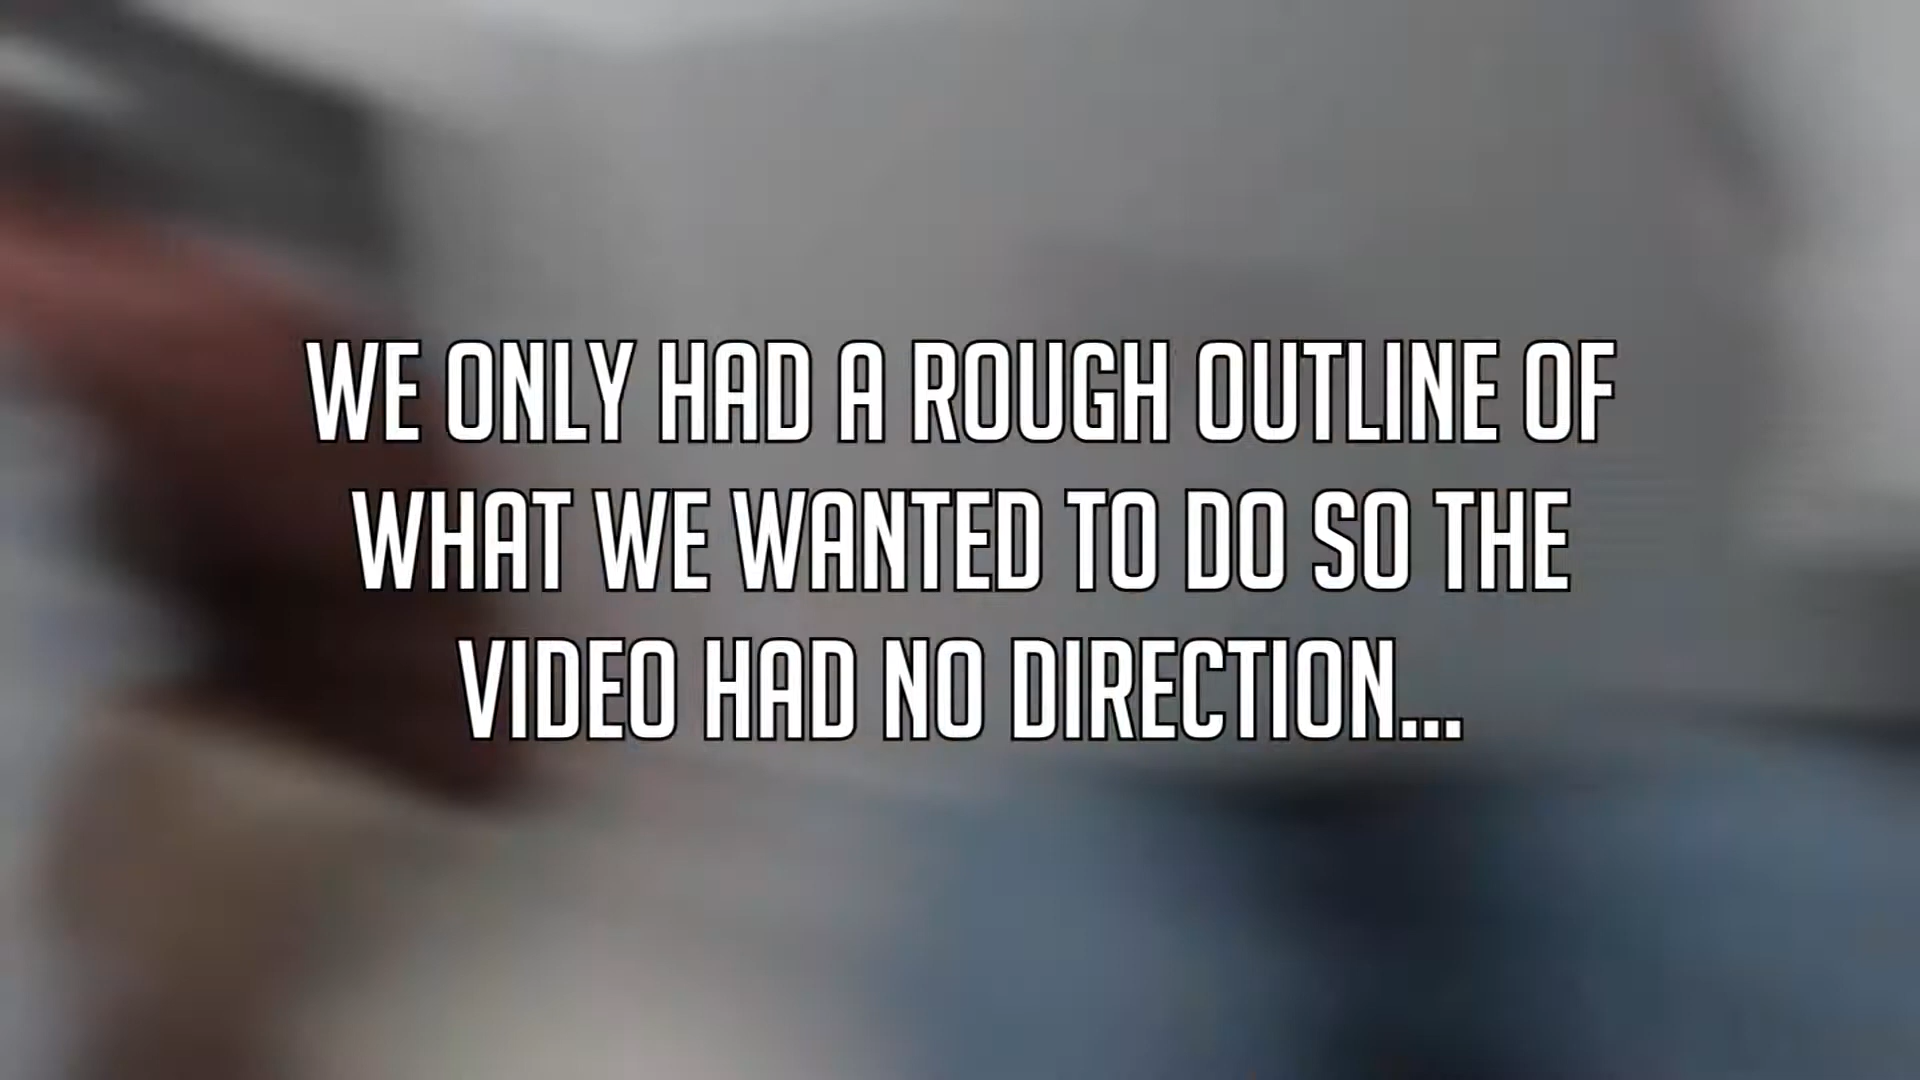 WE ONLY HAD A ROUGH OUTLINE OF
WHAT WE WANTED TO DO SO THE
VIDEO HAD NO DIRECTION...